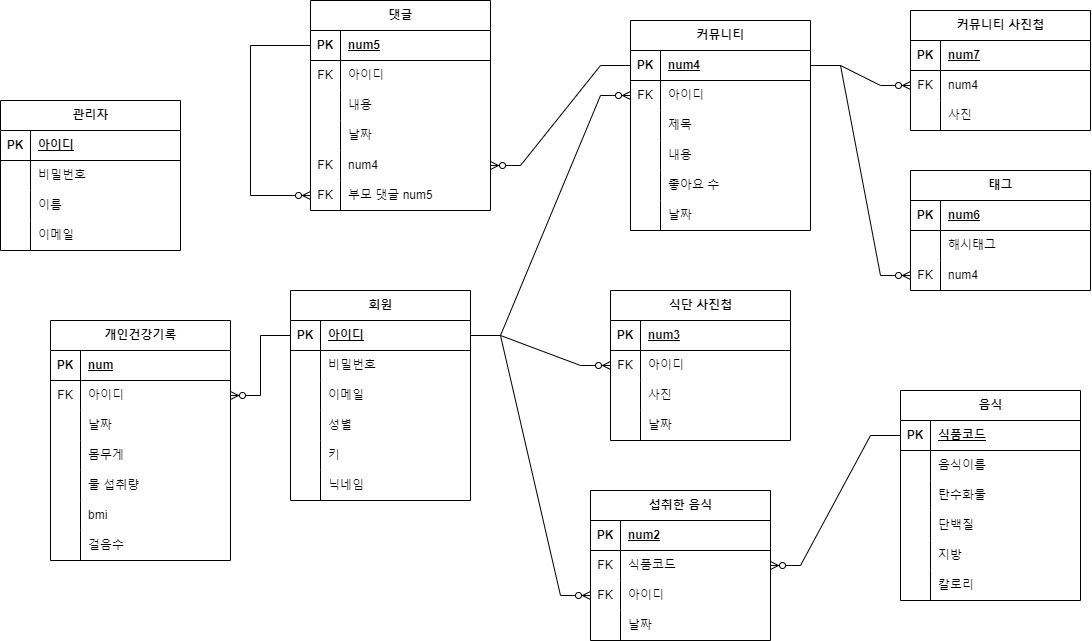 댓글
PK num5
FK 아이디
내용
날짜
FK num4
FK 부모 댓글 num5
커뮤니티
PK num4
FK 아이디
제목
내용
좋아요 수
날짜
커뮤니티 사진첩
PK num7
FK num4
사진
관리자
PK 아이디
비밀번호
이름
이메일
태그
PK num6
해시태그
FK num4
개인건강기록
PK num
FK 아이디
날짜
몸무게
물 섭취량
bmi
걸음수
회원
PK 아이디
비밀번호
이메일
성별
키
닉네임
식단 사진첩
PK num3
FK 아이디
사진
날짜
섭취한 음식
PK num2
FK 식품코드
FK 아이디
날짜
음식
PK 식품코드
음식이름
탄수화물
단백질
지방
칼로리